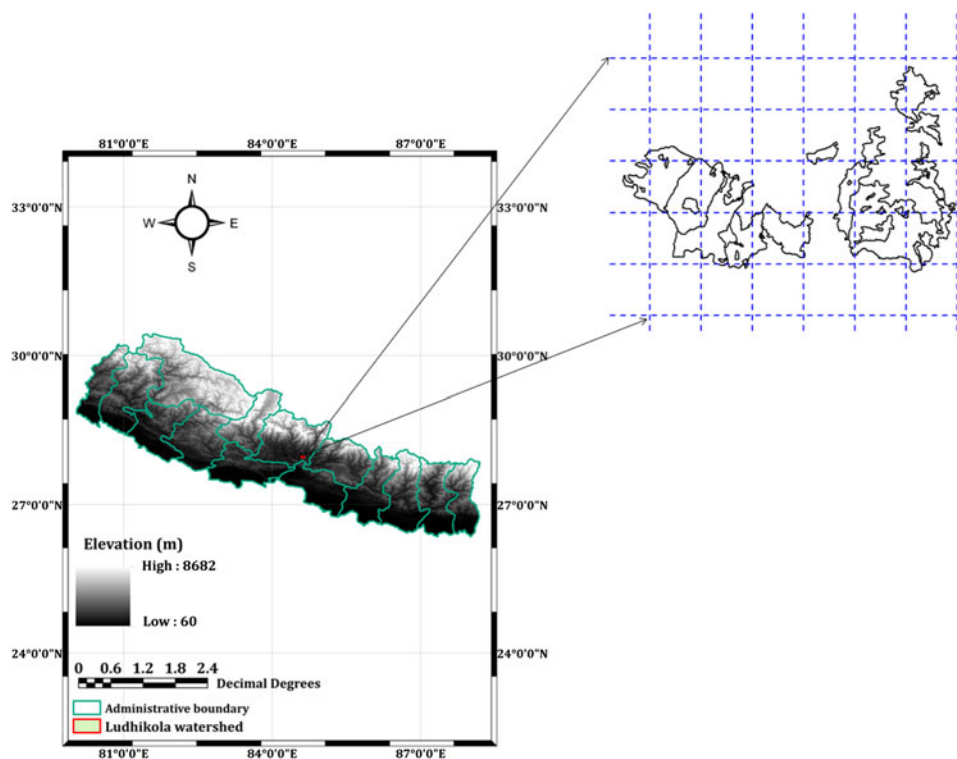 81°0'0"E 84°0'0"E 87°0'0"E
N
W E
S
33°0'0"N 33°0'0"N
30°0'0"N 30°0'0"N
27°0'0"N 27°0'0"N
Elevation (m)
High : 8682
Low : 60
24°0'0"N 24°0'0"N
0 0.6 1.2 1.8 2.4
Decimal Degrees
Administrative boundary
Ludhikola watershed
81°0'0"E 84°0'0"E 87°0'0"E